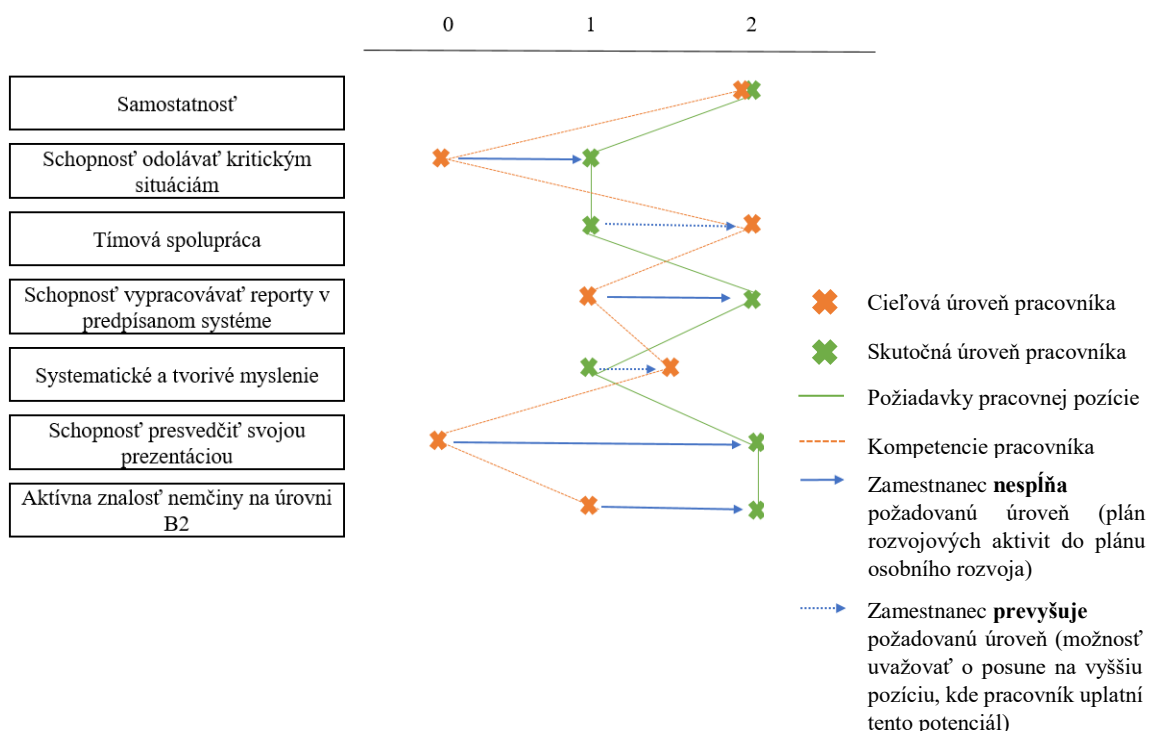 0 1 2
Samostatnosť
Schopnosť odolávať kritickým
situáciám
Tímová spolupráca
Schopnosť vypracovávať reporty v
predpísanom systéme
Systematické a tvorivé myslenie
Schopnosť presvedčiť svojou
prezentáciou
Aktívna znalosť nemčiny na úrovni
B2
Cieľová úroveň pracovníka
Skutočná úroveň pracovníka
Požiadavky pracovnej pozície
Kompetencie pracovníka
Zamestnanec nespĺňa
požadovanú úroveň (plán
rozvojových aktivit do plánu
osobního rozvoja)
Zamestnanec prevyšuje
požadovanú úroveň (možnosť
uvažovať o posune na vyššiu
pozíciu, kde pracovník uplatní
tento potenciál)